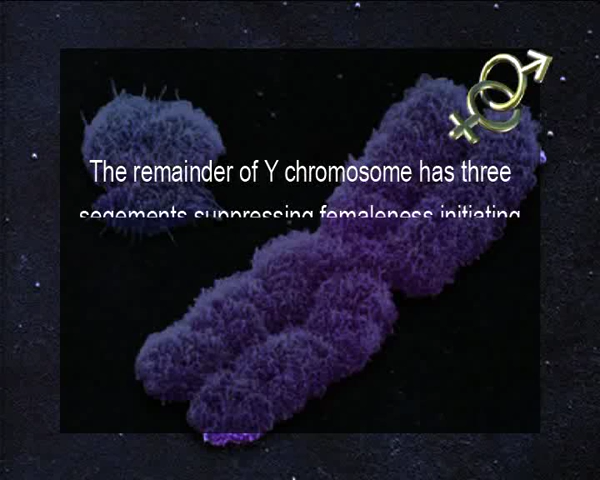 The remainder of Y chromosome has three
segements suppressing femaleness initiating